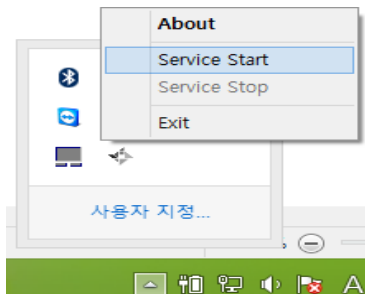 About
Service Start
Service Stop
Exit
사용자 지정...
A